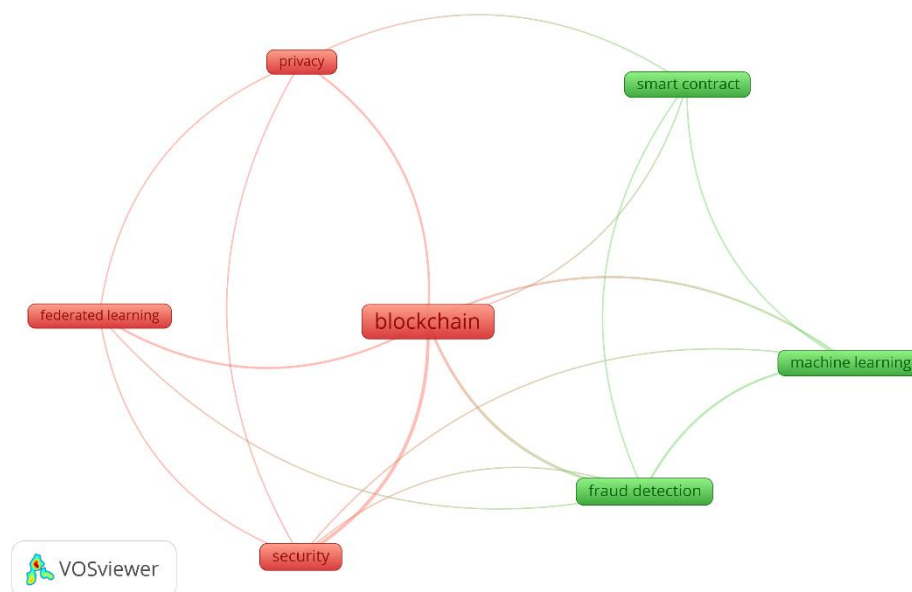 privacy
smart contract
federated learning
blockchain
machine learning
fraud detection
security
VOSviewer